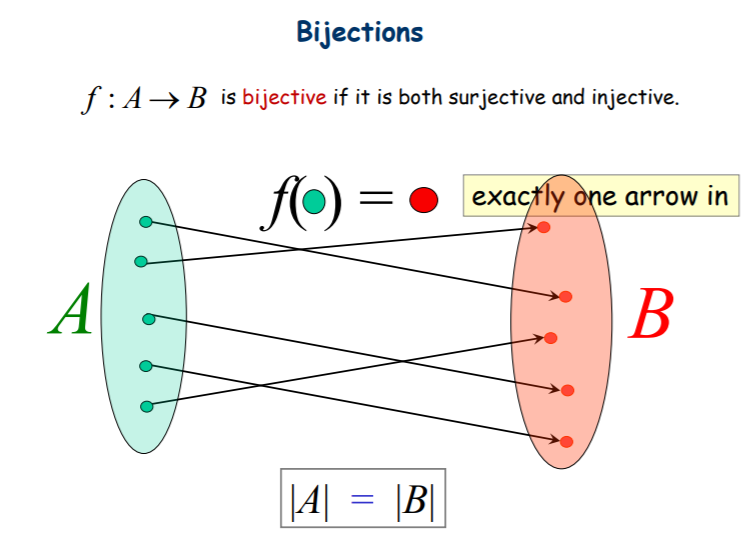 Bijections
f : A → B is bijective if it is both surjective and injective.
f( ) =
exactly one arrow in
A
B
|A| = |B|